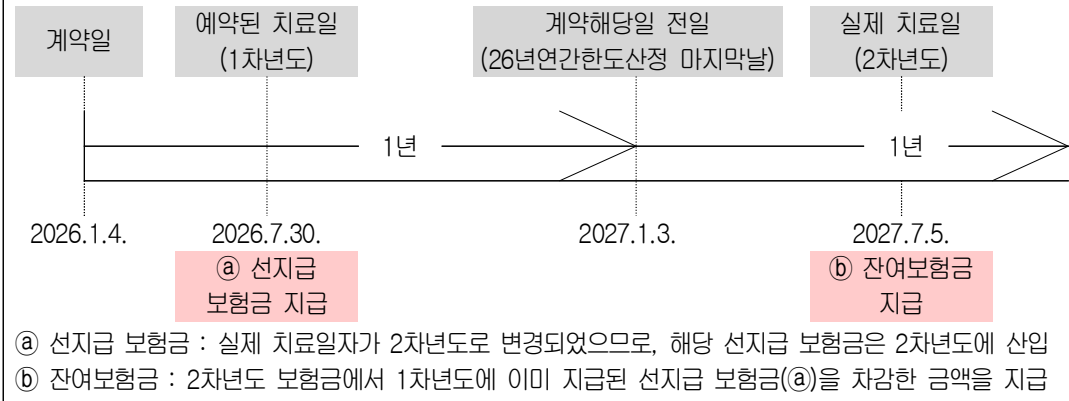 계약일
예약된 치료일
(1차년도)
계약해당일 전일
(26년연간한도산정 마지막날)
실제 치료일
(2차년도)
1년
1년
2026.1.4.
2026.7.30.
2027.1.3.
2027.7.5.
ⓐ 선지급
보험금 지급
ⓑ 잔여보험금
지급
ⓐ 선지급 보험금 : 실제 치료일자가 2차년도로 변경되었으므로, 해당 선지급 보험금은 2차년도에 산입
ⓑ 잔여보험금 : 2차년도 보험금에서 1차년도에 이미 지급된 선지급 보험금(ⓐ)을 차감한 금액을 지급